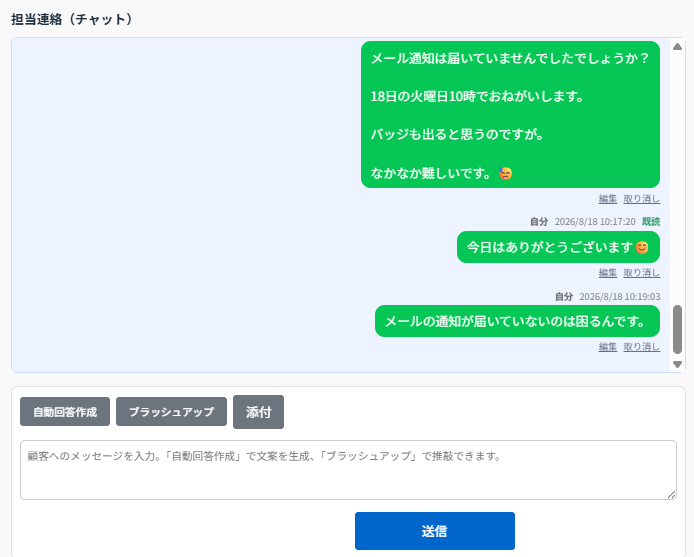 担当連絡（チャット）
メール通知は届いていませんでしたでしょうか？
18日の火曜日10時でおねがいします。
バッジも出ると思うのですが。
なかなか難しいです。😓
編集 取り消し
自分 2026/8/18 10:17:20 既読
今日はありがとうございます😊
編集 取り消し
自分 2026/8/18 10:19:03
メールの通知が届いていないのは困るんです。
編集 取り消し
自動回答作成 ブラッシュアップ 添付
顧客へのメッセージを入力。「自動回答作成」で文案を生成、「ブラッシュアップ」で推敲できます。
送信